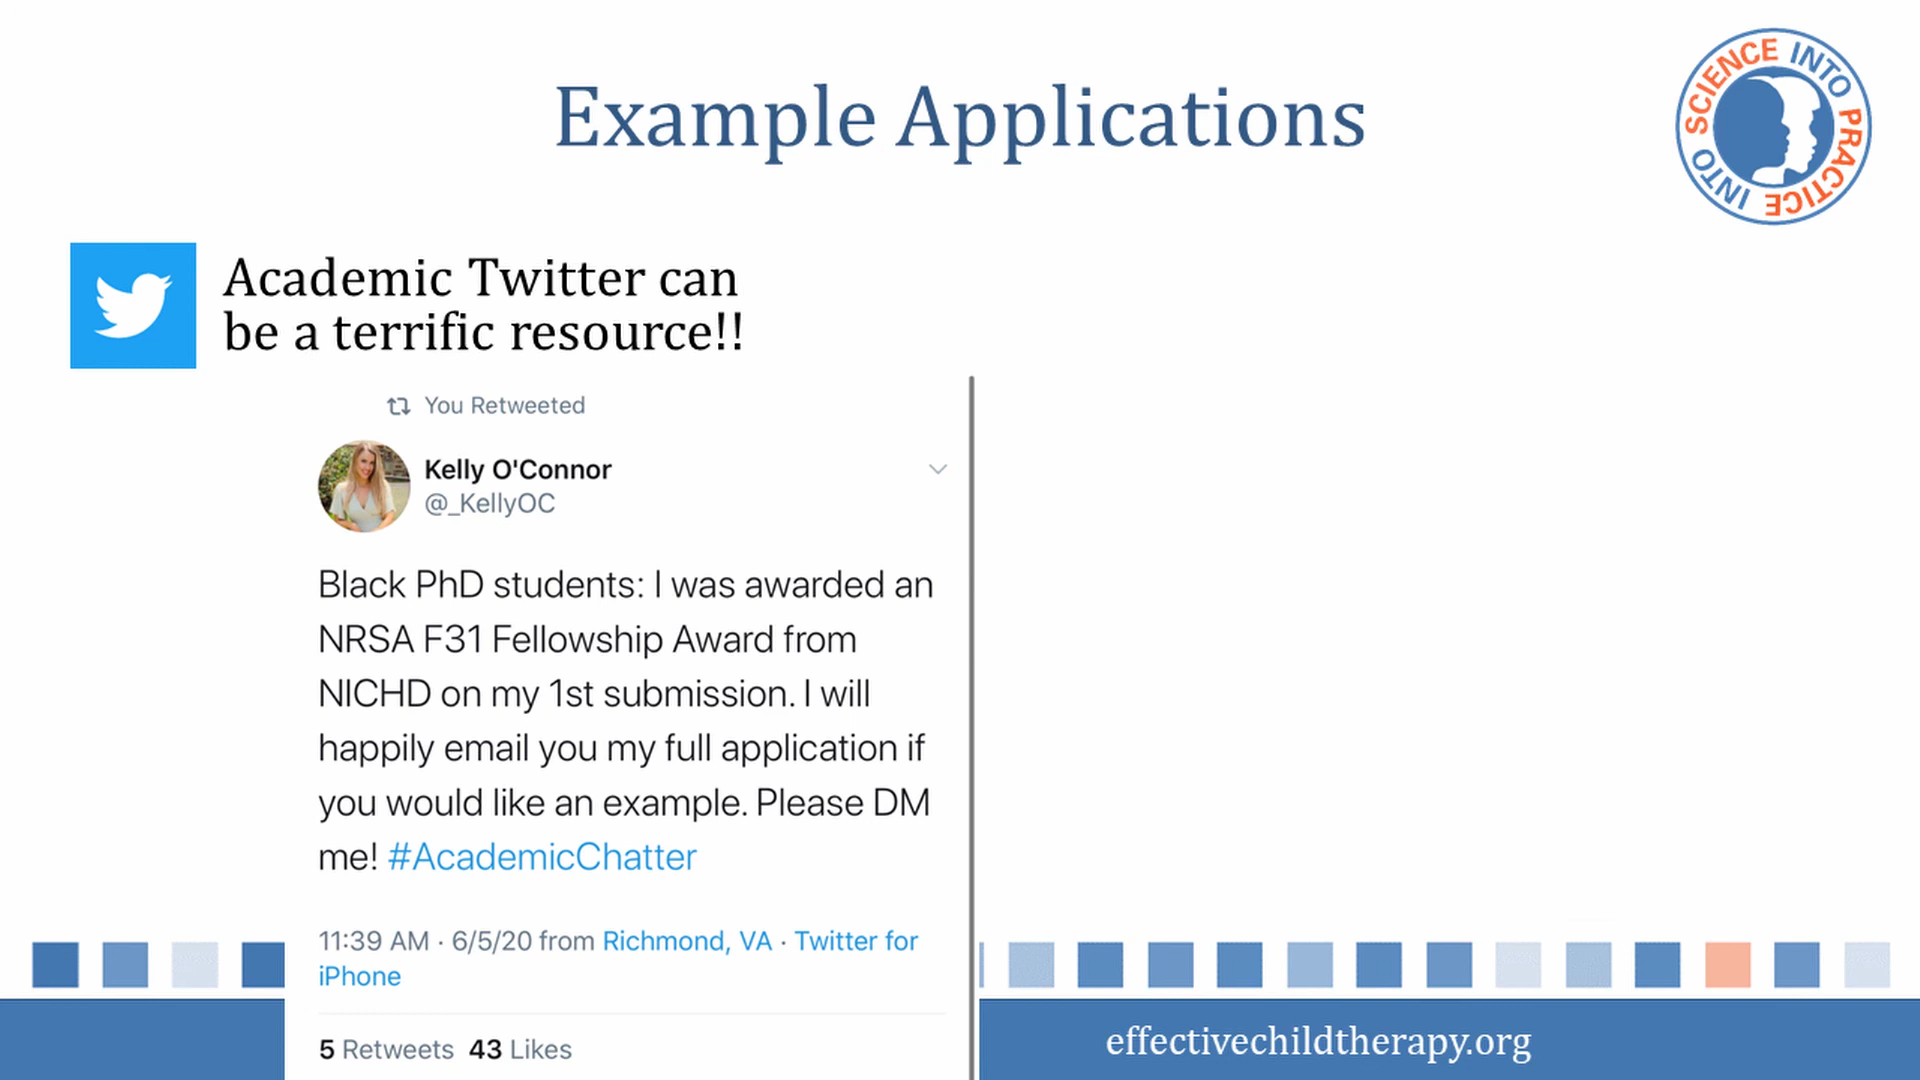 Example Applications
SCIENCE INTO PRACTICE INTO
Academic Twitter can
be a terrific resource!!
You Retweeted
Kelly O'Connor
@_KellyOC
Black PhD students: I was awarded an
NRSA F31 Fellowship Award from
NICHD on my 1st submission. I will
happily email you my full application if
you would like an example. Please DM
me! #AcademicChatter
11:39 AM · 6/5/20 from Richmond, VA · Twitter for
iPhone
5 Retweets 43 Likes
effectivechildtherapy.org